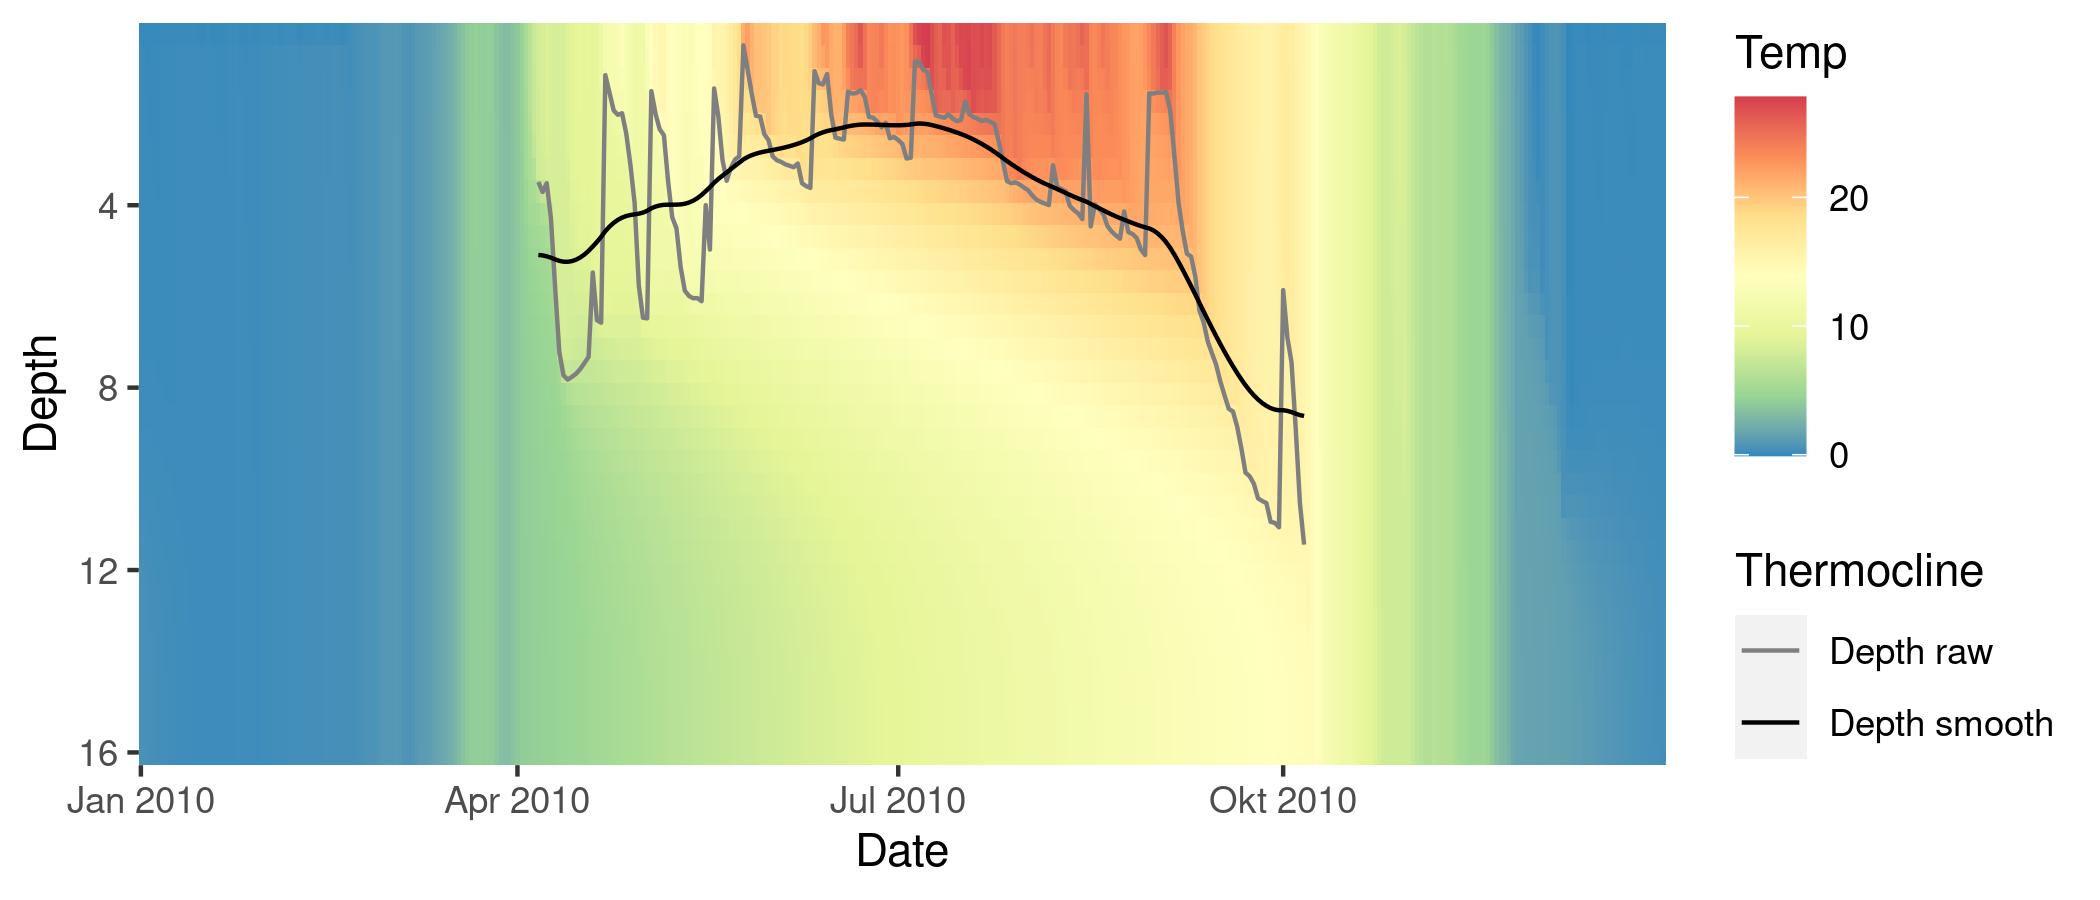 Temp
20
10
0
Thermocline
Depth raw
Depth smooth
Depth
4
8
12
16
Jan 2010
Apr 2010
Jul 2010
Okt 2010
Date